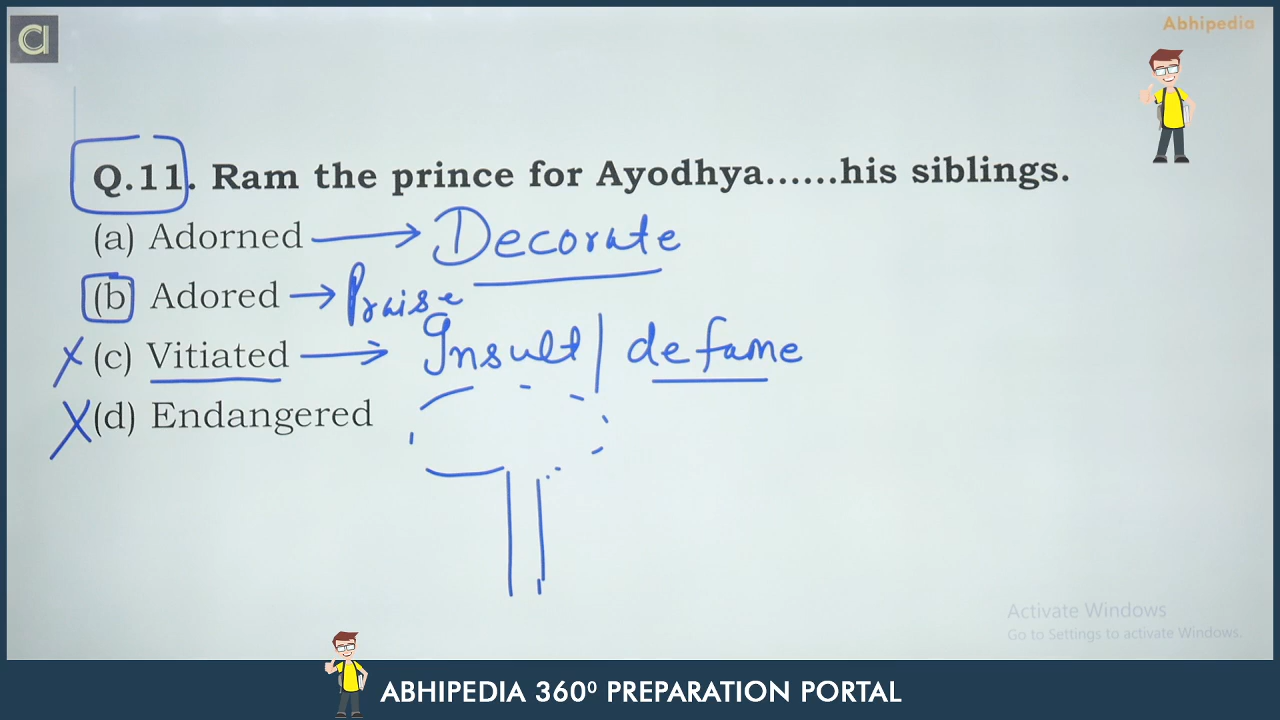 Abhipedia
Q.11. Ram the prince for Ayodhya......his siblings.
(a) Adorned → Decorate
(b) Adored → Praise
(c) Vitiated → Insult/defame
(d) Endangered
Activate Windows
Go to Settings to activate Windows.
ABHIPEDIA 360⁰ PREPARATION PORTAL